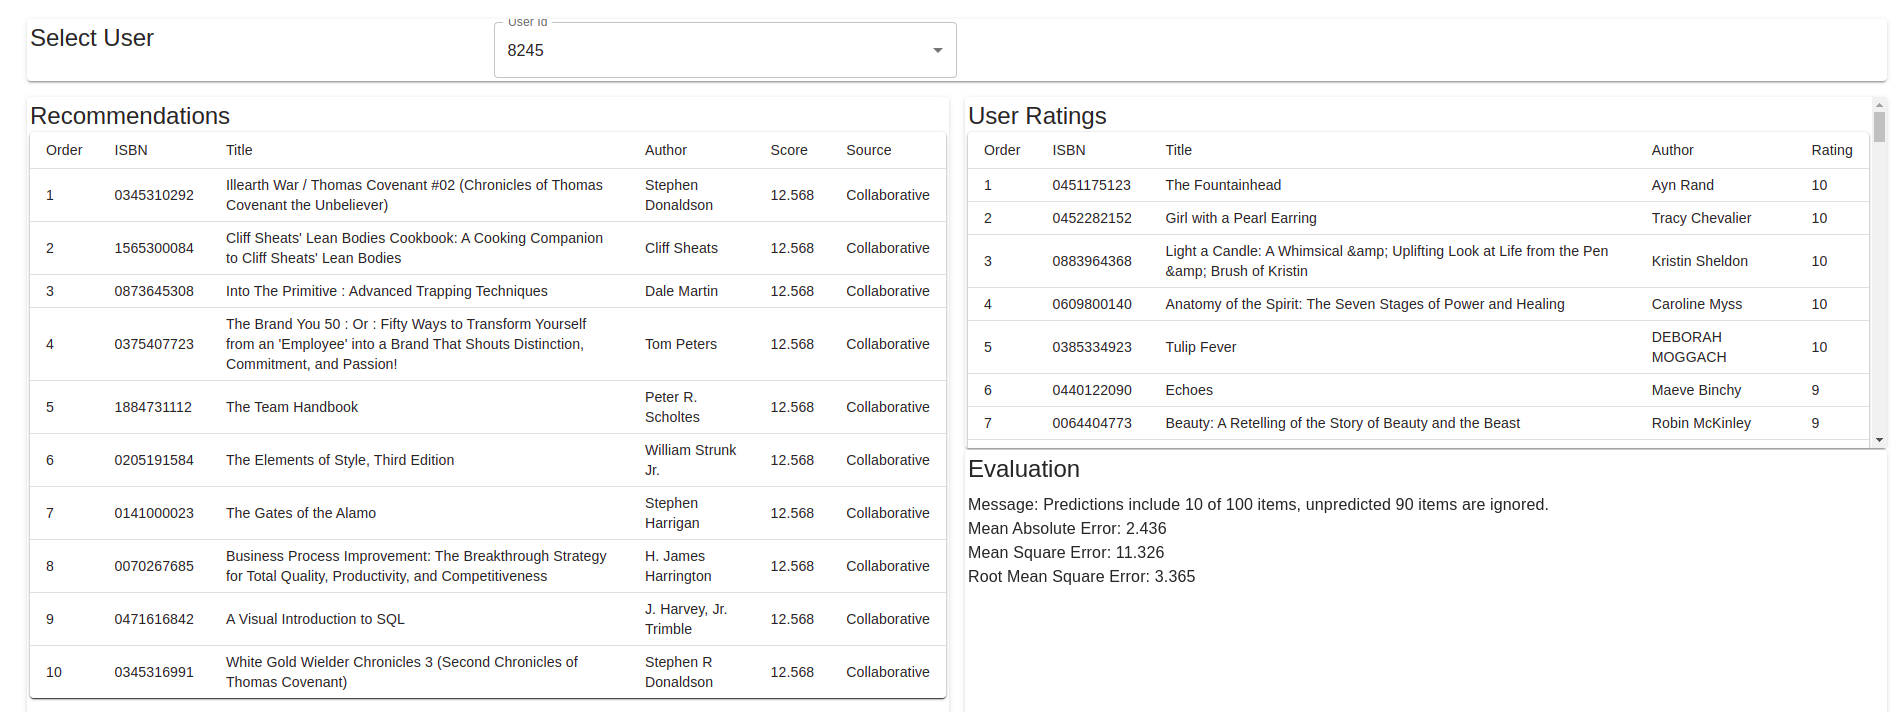 Select User
User Id
8245
Recommendations
Order ISBN Title Author Score Source
1 0345310292 Illearth War / Thomas Covenant #02 (Chronicles of Thomas Covenant the Unbeliever) Stephen Donaldson 12.568 Collaborative
2 1565300084 Cliff Sheats' Lean Bodies Cookbook: A Cooking Companion to Cliff Sheats' Lean Bodies Cliff Sheats 12.568 Collaborative
3 0873645308 Into The Primitive : Advanced Trapping Techniques Dale Martin 12.568 Collaborative
4 0375407723 The Brand You 50 : Or : Fifty Ways to Transform Yourself from an 'Employee' into a Brand That Shouts Distinction, Commitment, and Passion! Tom Peters 12.568 Collaborative
5 1884731112 The Team Handbook Peter R. Scholtes 12.568 Collaborative
6 0205191584 The Elements of Style, Third Edition William Strunk Jr. 12.568 Collaborative
7 0141000023 The Gates of the Alamo Stephen Harrigan 12.568 Collaborative
8 0070267685 Business Process Improvement: The Breakthrough Strategy for Total Quality, Productivity, and Competitiveness H. James Harrington 12.568 Collaborative
9 0471616842 A Visual Introduction to SQL J. Harvey, Jr. Trimble 12.568 Collaborative
10 0345316991 White Gold Wielder Chronicles 3 (Second Chronicles of Thomas Covenant) Stephen R Donaldson 12.568 Collaborative
User Ratings
Order ISBN Title Author Rating
1 0451175123 The Fountainhead Ayn Rand 10
2 0452282152 Girl with a Pearl Earring Tracy Chevalier 10
3 0883964368 Light a Candle: A Whimsical &amp; Uplifting Look at Life from the Pen &amp; Brush of Kristin Kristin Sheldon 10
4 0609800140 Anatomy of the Spirit: The Seven Stages of Power and Healing Caroline Myss 10
5 0385334923 Tulip Fever DEBORAH MOGGACH 10
6 0440122090 Echoes Maeve Binchy 9
7 0064404773 Beauty: A Retelling of the Story of Beauty and the Beast Robin McKinley 9
Evaluation
Message: Predictions include 10 of 100 items, unpredicted 90 items are ignored.
Mean Absolute Error: 2.436
Mean Square Error: 11.326
Root Mean Square Error: 3.365